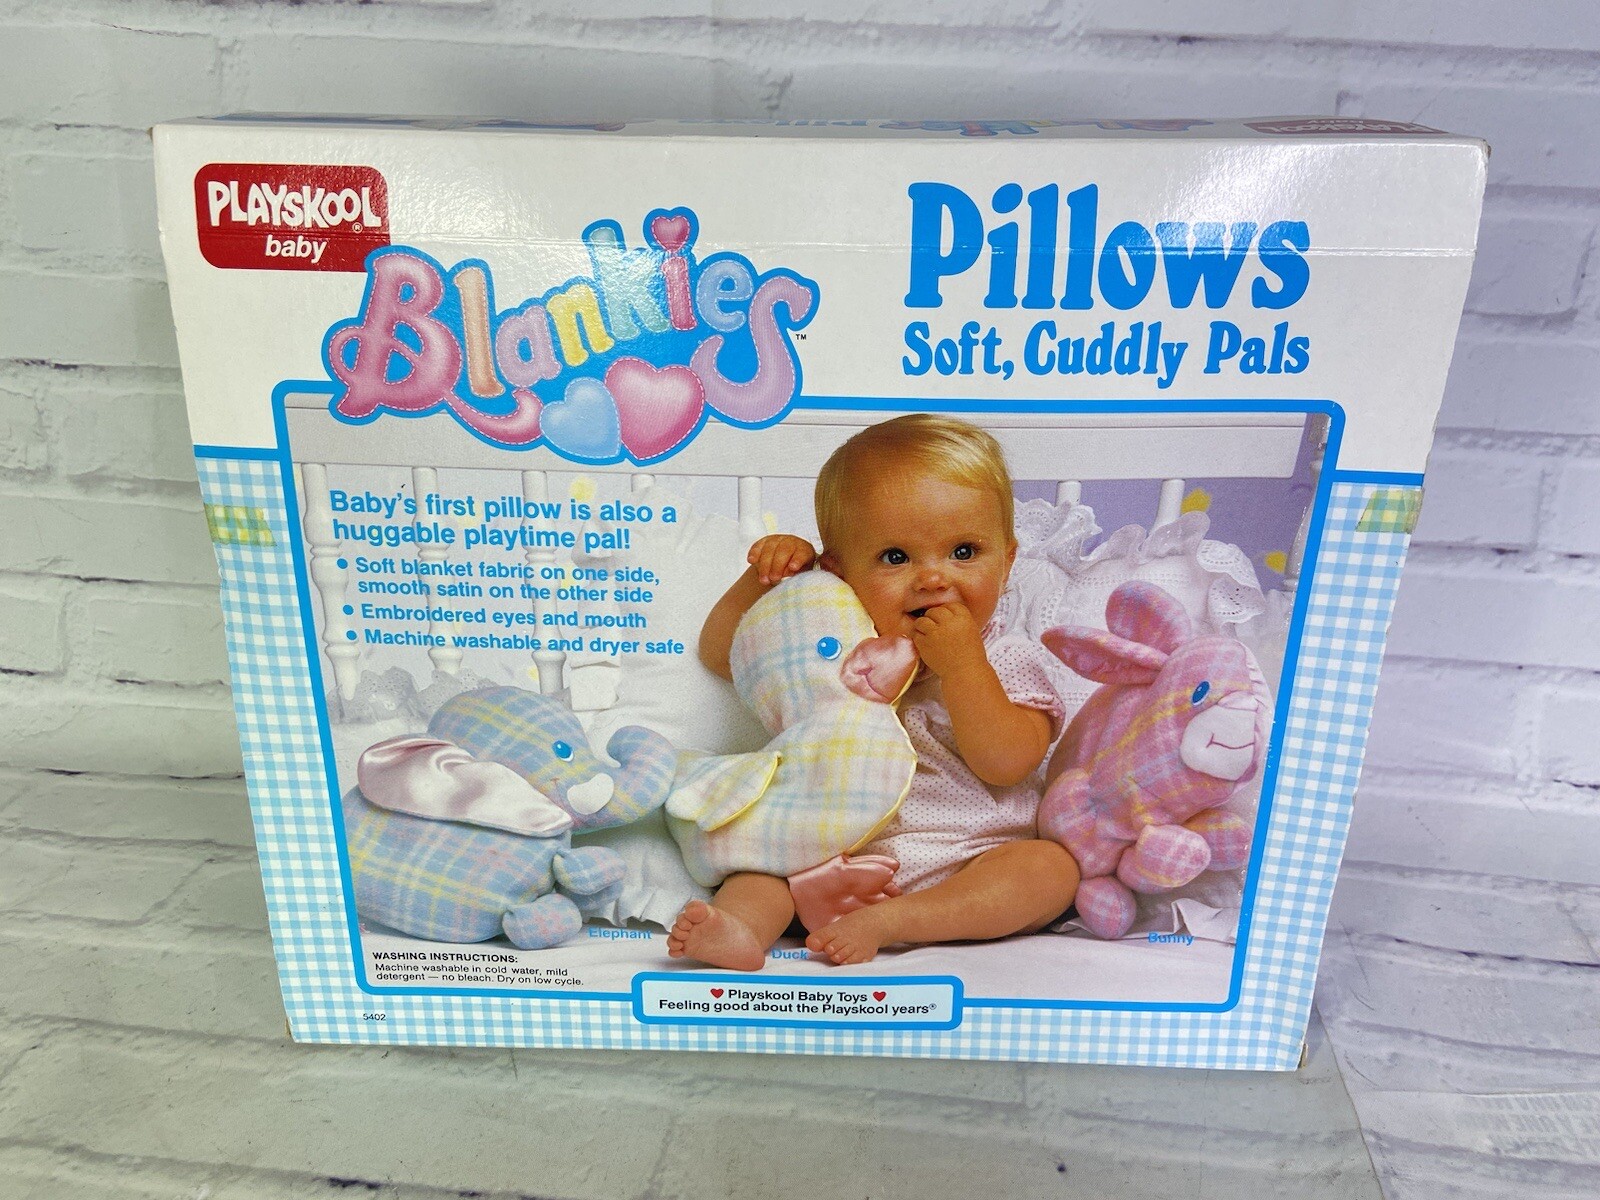 PLAYSKOOL®
baby
Blankies™
Pillows
Soft, Cuddly Pals
Baby's first pillow is also a
huggable playtime pal!
• Soft blanket fabric on one side,
smooth satin on the other side
• Embroidered eyes and mouth
• Machine washable and dryer safe
Elephant
Duck
Bunny
WASHING INSTRUCTIONS:
Machine washable in cold water, mild
detergent — no bleach. Dry on low cycle.
♥ Playskool Baby Toys ♥
Feeling good about the Playskool years®
5402